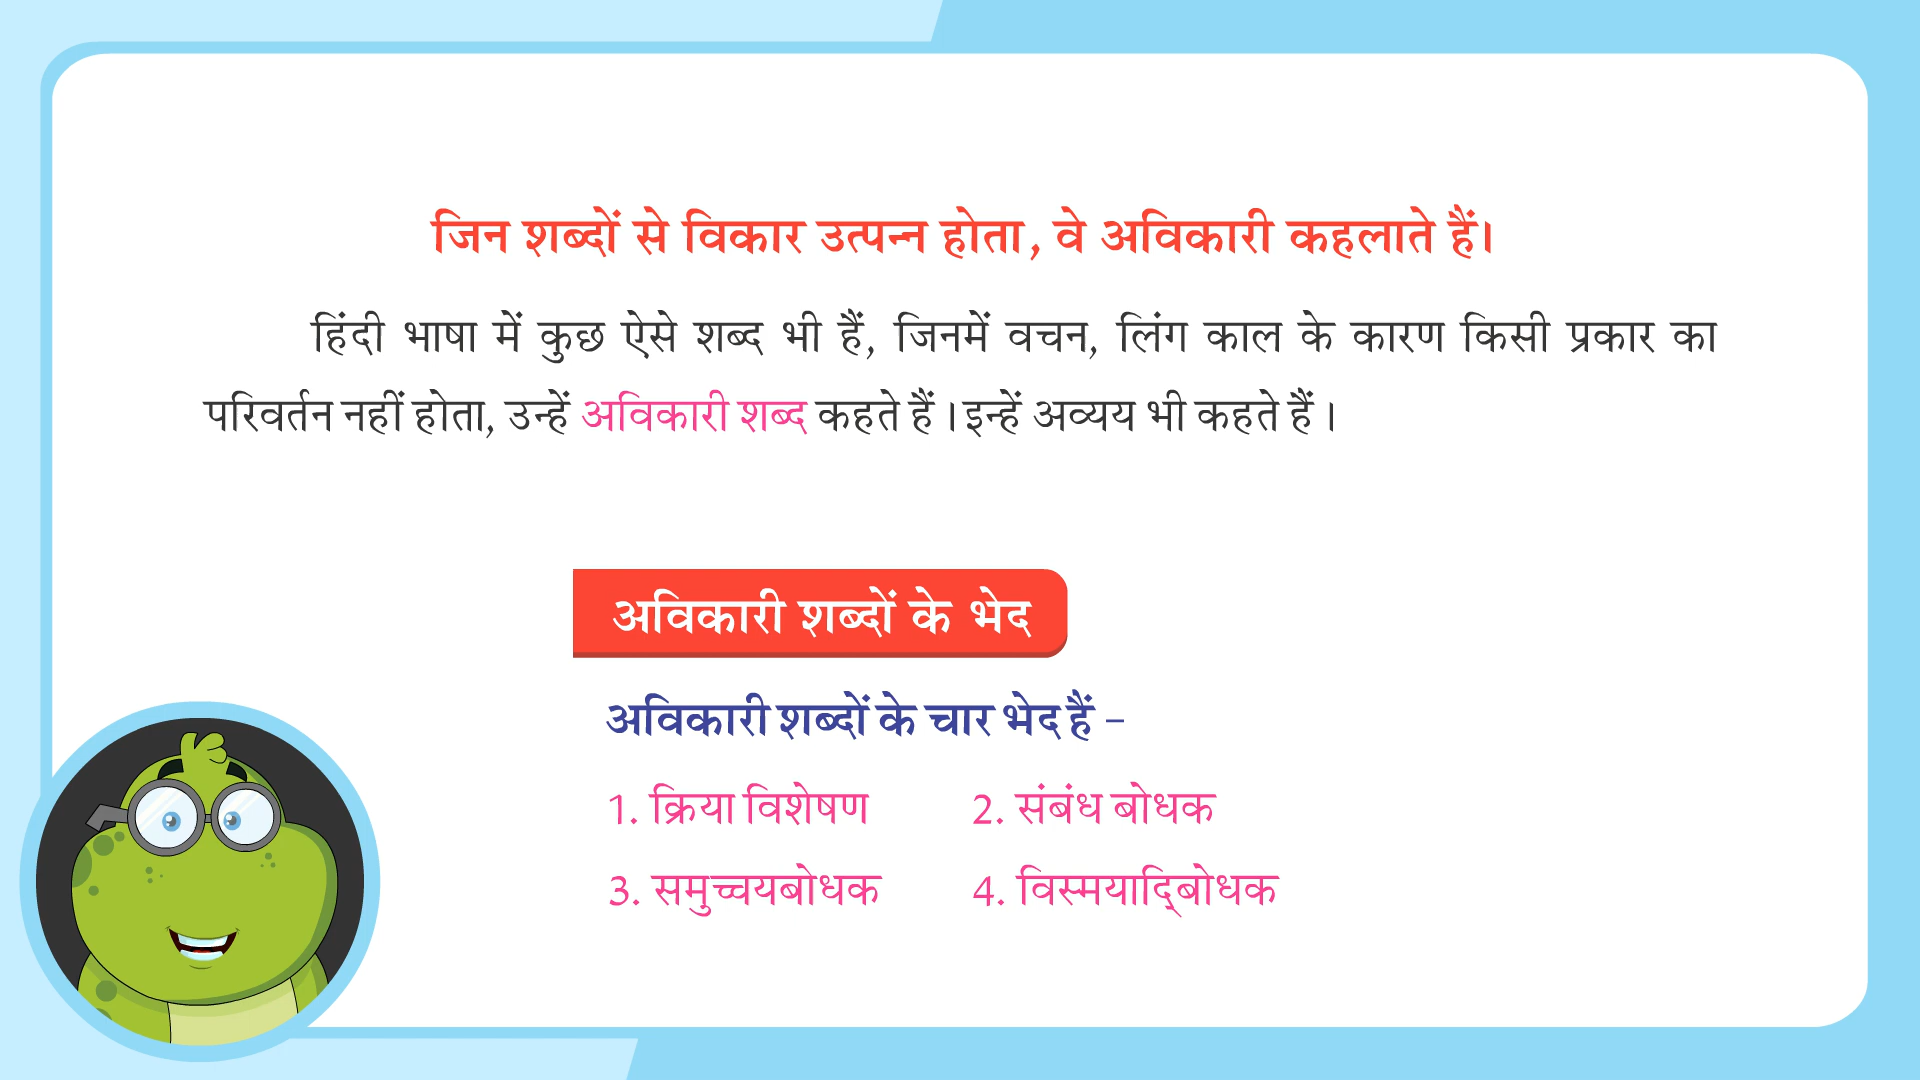 जिन शब्दों से विकार उत्पन्न होता, वे अविकारी कहलाते हैं।
हिंदी भाषा में कुछ ऐसे शब्द भी हैं, जिनमें वचन, लिंग काल के कारण किसी प्रकार का
परिवर्तन नहीं होता, उन्हें अविकारी शब्द कहते हैं। इन्हें अव्यय भी कहते हैं।
अविकारी शब्दों के भेद
अविकारी शब्दों के चार भेद हैं –
1. क्रिया विशेषण 2. संबंध बोधक
3. समुच्चयबोधक 4. विस्मयाद्बिोधक